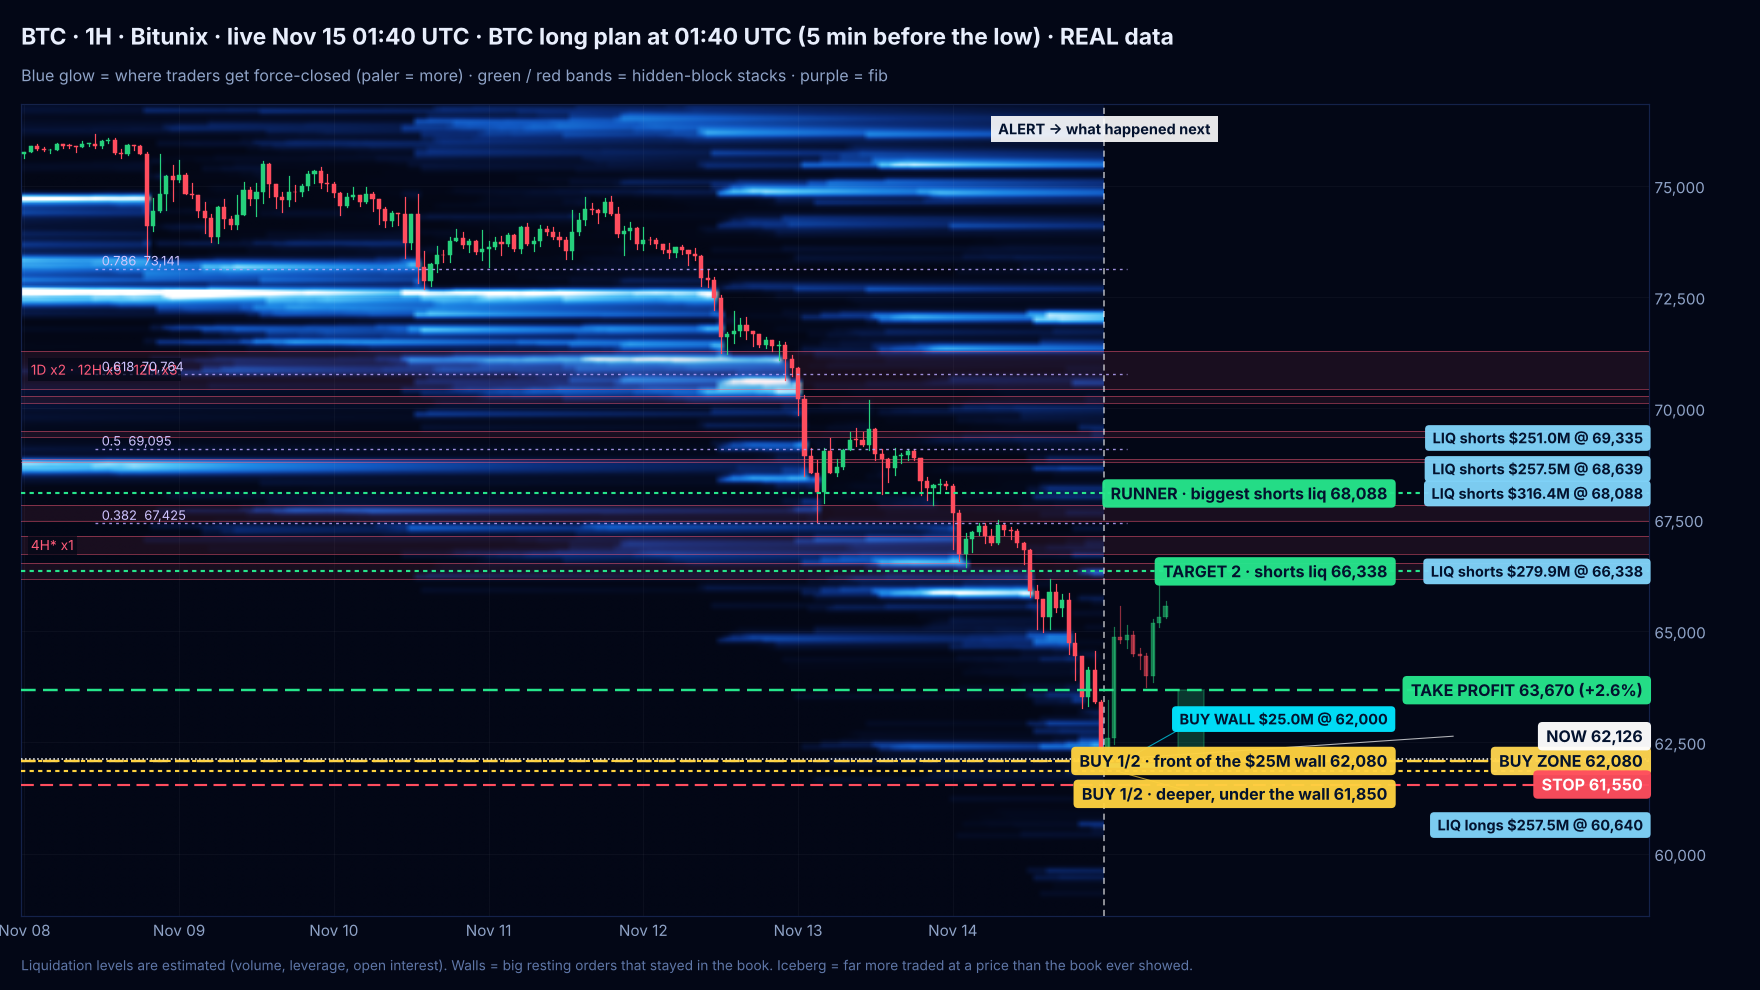 BTC · 1H · Bitunix · live Nov 15 01:40 UTC · BTC long plan at 01:40 UTC (5 min before the low) · REAL data
Blue glow = where traders get force-closed (paler = more) · green / red bands = hidden-block stacks · purple = fib
ALERT → what happened next
75,000
0.786 73,141
72,500
0.618 70,764
1D x2 · 12H
70,000
0.5 69,095
LIQ shorts $251.0M @ 69,335
LIQ shorts $257.5M @ 68,639
RUNNER · biggest shorts liq 68,088
LIQ shorts $316.4M @ 68,088
0.382 67,425
67,500
4H* x1
TARGET 2 · shorts liq 66,338
LIQ shorts $279.9M @ 66,338
65,000
TAKE PROFIT 63,670 (+2.6%)
BUY WALL $25.0M @ 62,000
NOW 62,126
62,500
BUY 1/2 · front of the $25M wall 62,080
BUY ZONE 62,080
STOP 61,550
BUY 1/2 · deeper, under the wall 61,850
LIQ longs $257.5M @ 60,640
60,000
Nov 08 Nov 09 Nov 10 Nov 11 Nov 12 Nov 13 Nov 14
Liquidation levels are estimated (volume, leverage, open interest). Walls = big resting orders that stayed in the book. Iceberg = far more traded at a price than the book ever showed.